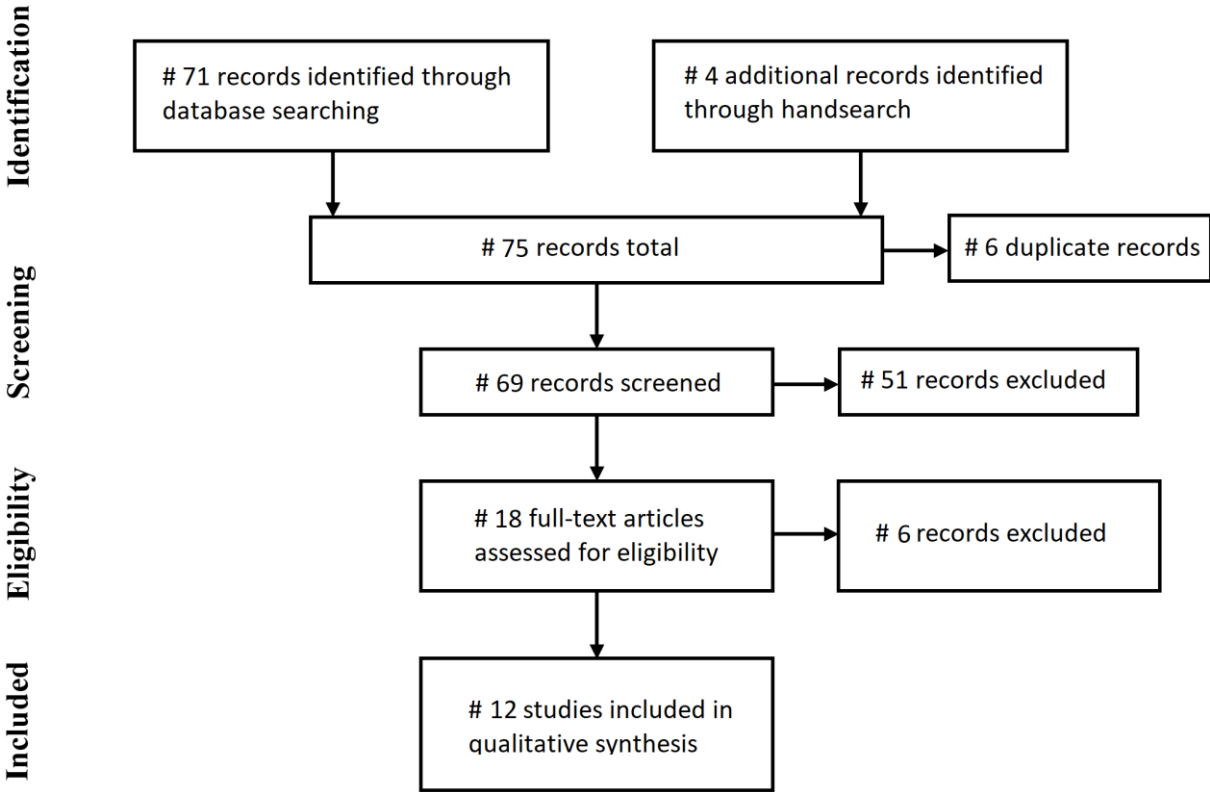 Identification
# 71 records identified through
database searching
# 4 additional records identified
through handsearch
Screening
# 75 records total
# 6 duplicate records
# 69 records screened
# 51 records excluded
Eligibility
# 18 full-text articles
assessed for eligibility
# 6 records excluded
Included
# 12 studies included in
qualitative synthesis